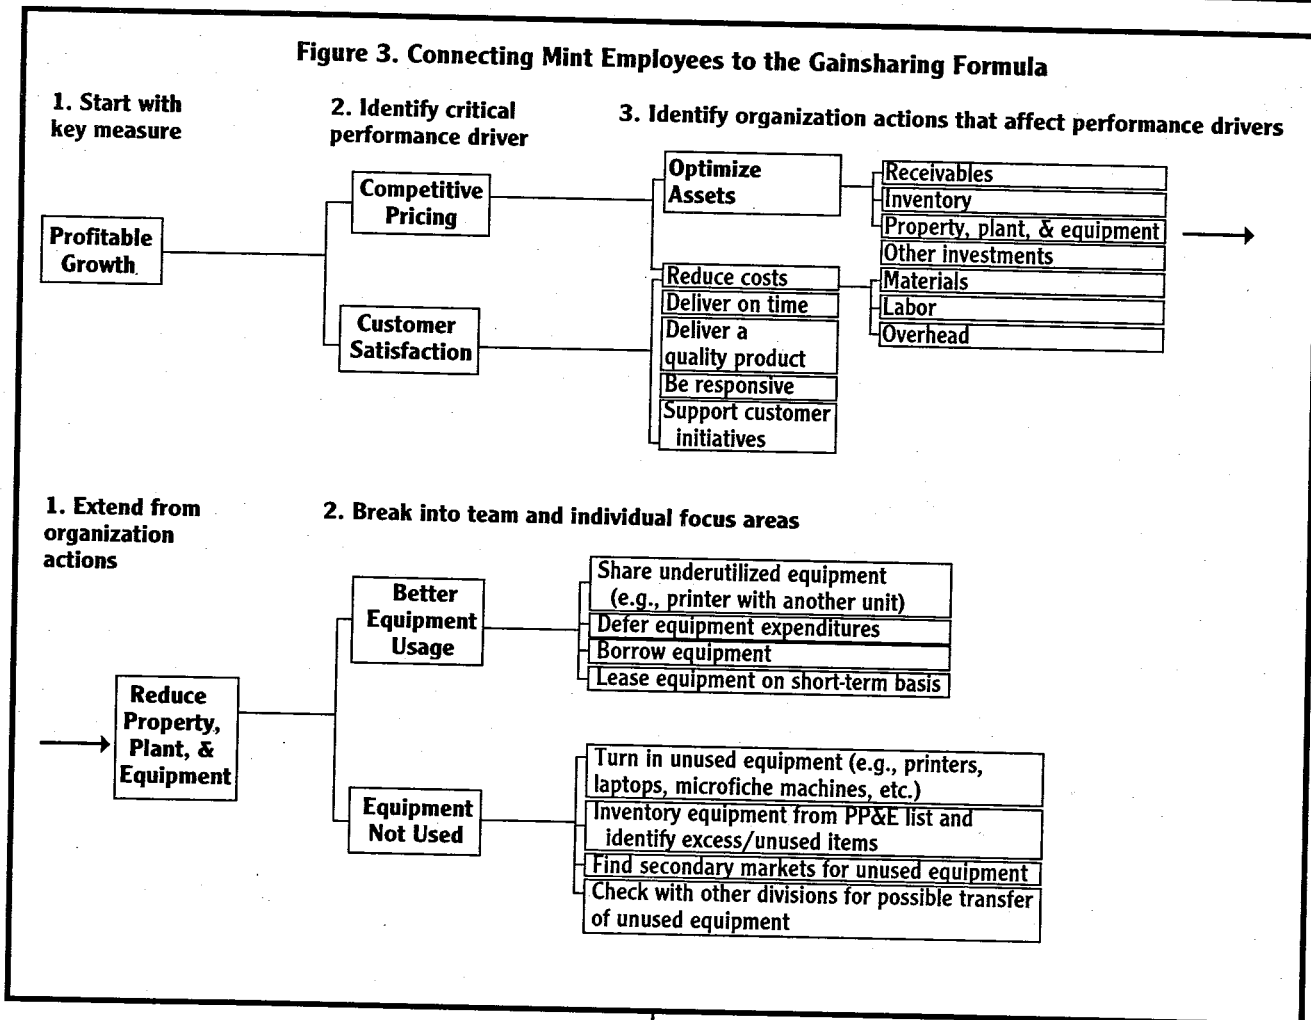 Figure 3. Connecting Mint Employees to the Gainsharing Formula
1. Start with
key measure
2. Identify critical
performance driver
3. Identify organization actions that affect performance drivers
Profitable
Growth
Competitive
Pricing
Customer
Satisfaction
Optimize
Assets
Reduce costs
Deliver on time
Deliver a
quality product
Be responsive
Support customer
initiatives
Receivables
Inventory
Property, plant, & equipment
Other investments
Materials
Labor
Overhead
1. Extend from
organization
actions
2. Break into team and individual focus areas
Reduce
Property,
Plant, &
Equipment
Better
Equipment
Usage
Share underutilized equipment
(e.g., printer with another unit)
Defer equipment expenditures
Borrow equipment
Lease equipment on short-term basis
Equipment
Not Used
Turn in unused equipment (e.g., printers,
laptops, microfiche machines, etc.)
Inventory equipment from PP&E list and
identify excess/unused items
Find secondary markets for unused equipment
Check with other divisions for possible transfer
of unused equipment